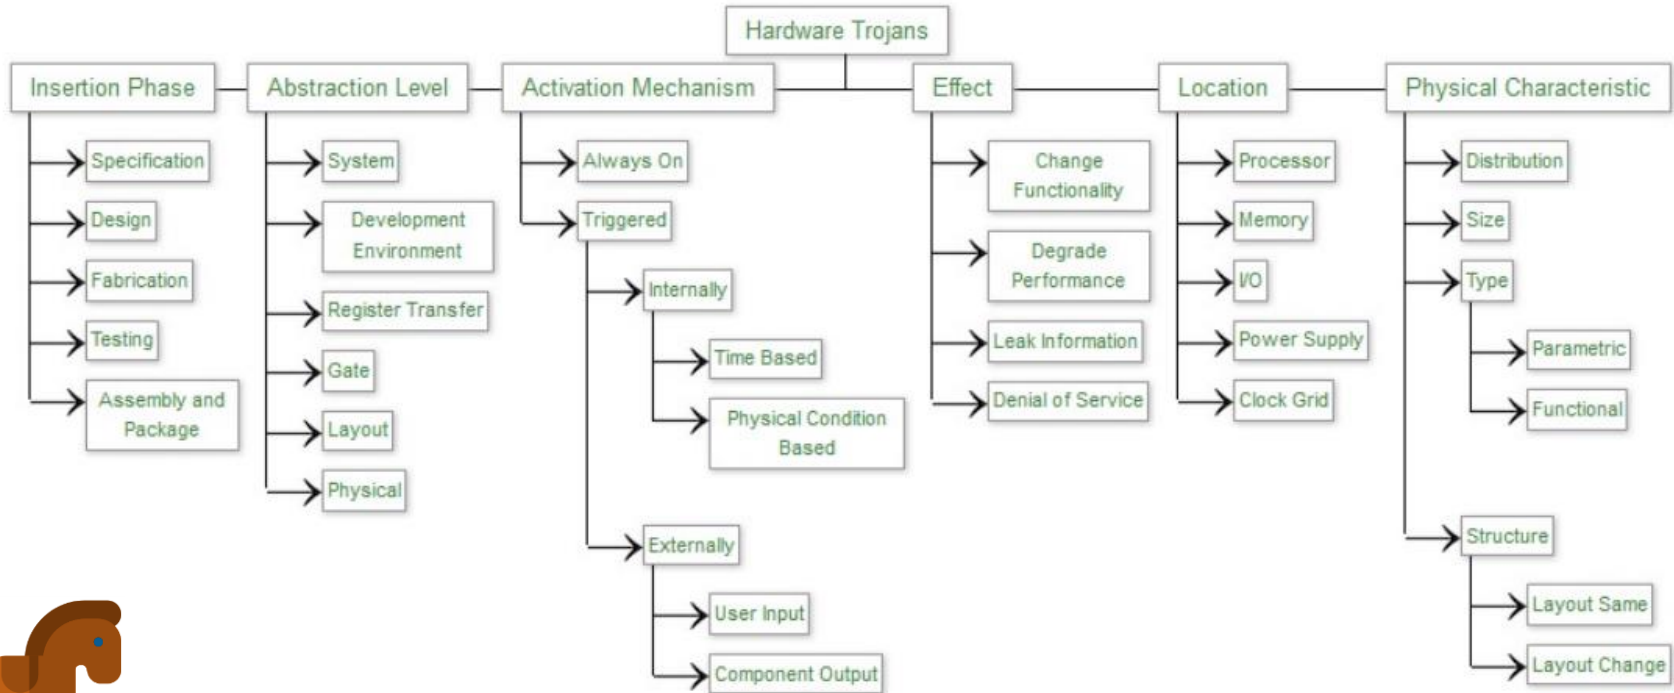 Hardware Trojans
Insertion Phase
Abstraction Level
Activation Mechanism
Effect
Location
Physical Characteristic
Specification
Design
Fabrication
Testing
Assembly and
Package
System
Development
Environment
Register Transfer
Gate
Layout
Physical
Always On
Triggered
Internally
Time Based
Physical Condition
Based
Externally
User Input
Component Output
Change
Functionality
Degrade
Performance
Leak Information
Denial of Service
Processor
Memory
I/O
Power Supply
Clock Grid
Distribution
Size
Type
Parametric
Functional
Structure
Layout Same
Layout Change